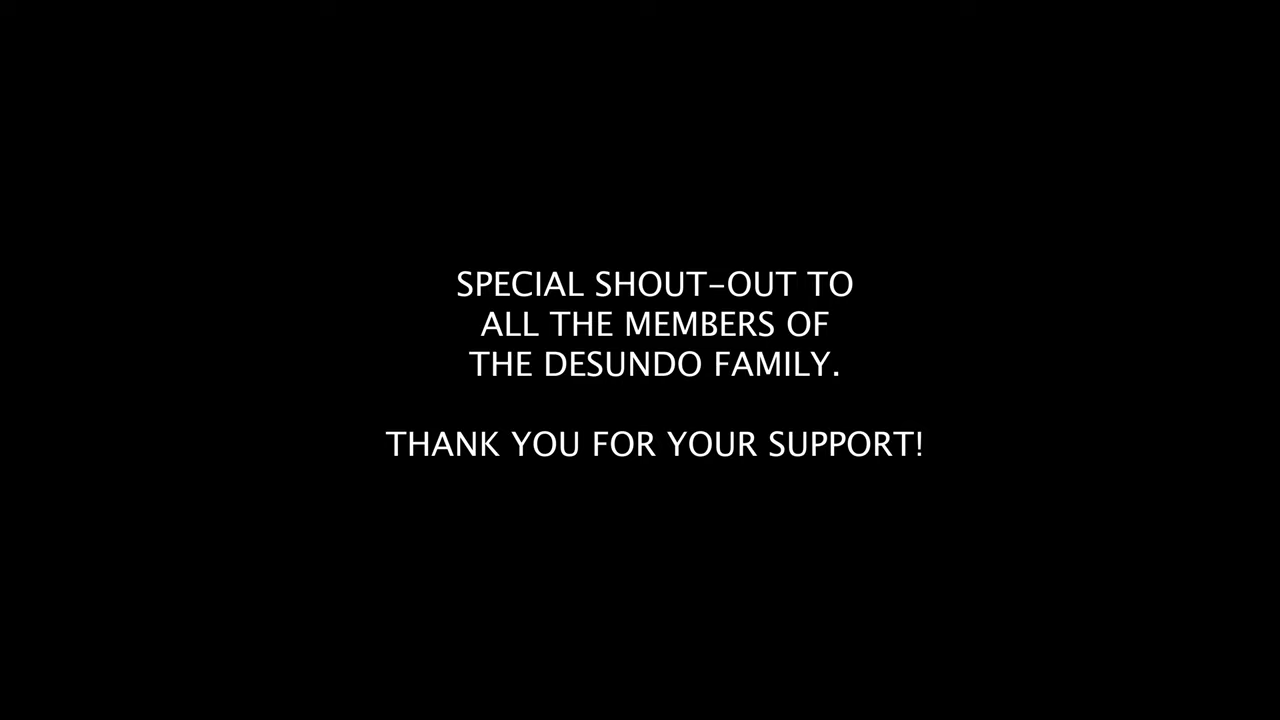 SPECIAL SHOUT-OUT TO
ALL THE MEMBERS OF
THE DESUNDO FAMILY.
THANK YOU FOR YOUR SUPPORT!